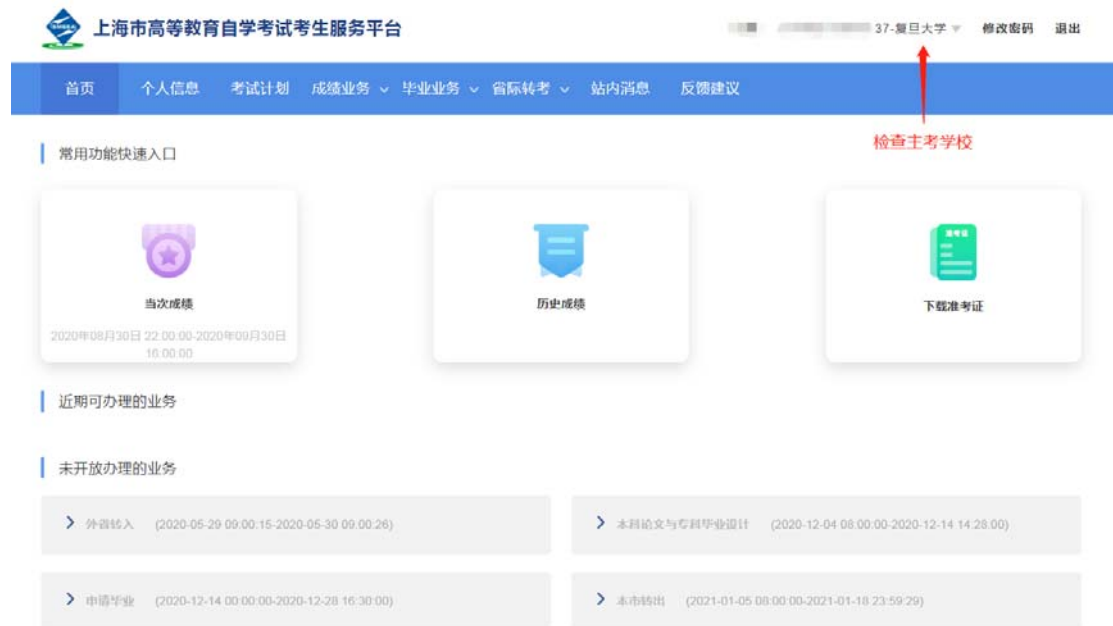 上海市高等教育自学考试考生服务平台
37-复旦大学 修改密码 退出
首页 个人信息 考试计划 成绩业务 毕业业务 省际转考 站内消息 反馈建议
检查主考学校
常用功能快速入口
准考证
当次成绩 历史成绩 下载准考证
2020年08月30日 22:00:00-2020年09月30日
16:00:00
近期可办理的业务
未开放办理的业务
外省转入 (2020-05-29 09:00:15-2020-05-30 09:00:26) 本科论文与专科毕业设计 (2020-12-04 08:00:00-2020-12-14 14:28:00)
申请毕业 (2020-12-14 00:00:00-2020-12-28 16:30:00) 本市转出 (2021-01-05 08:00:00-2021-01-18 23:59:29)